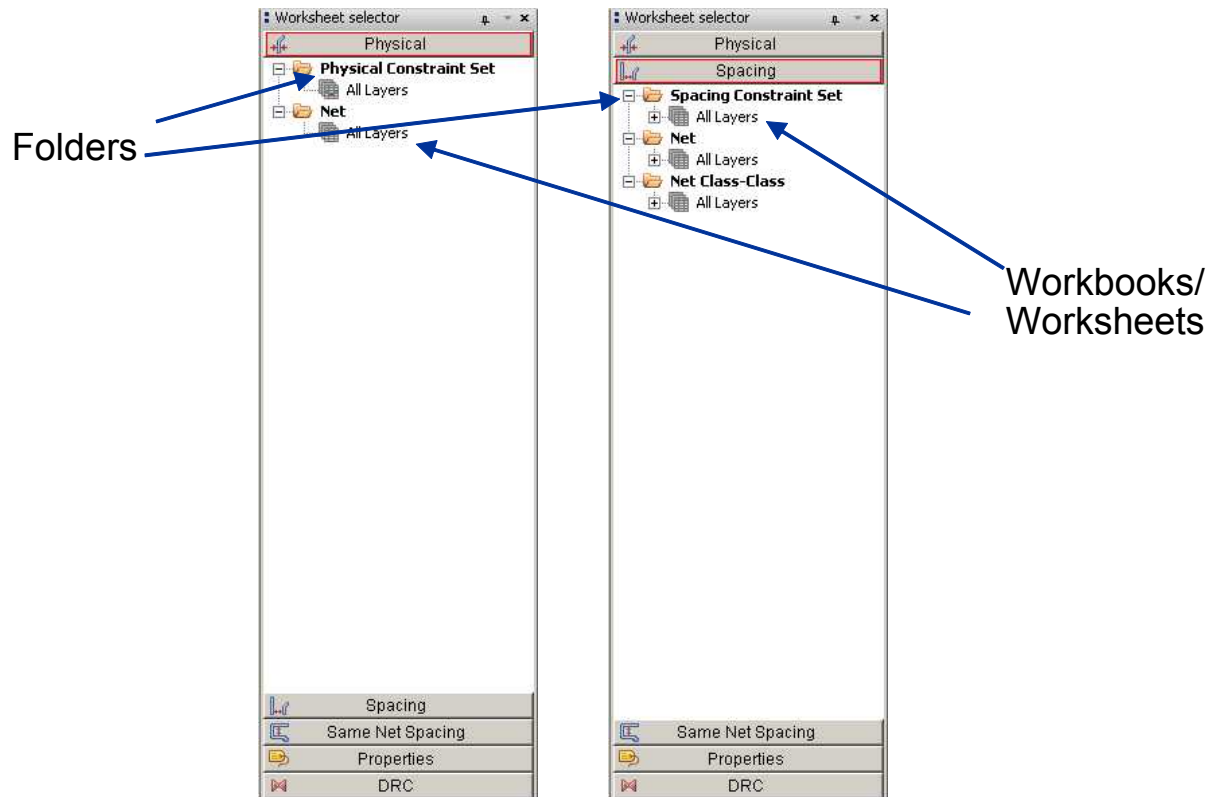 Worksheet selector
Physical
Physical Constraint Set
All Layers
Net
All Layers
Spacing
Same Net Spacing
Properties
DRC
Folders
Worksheet selector
Physical
Spacing
Spacing Constraint Set
All Layers
Net
All Layers
Net Class-Class
All Layers
Same Net Spacing
Properties
DRC
Workbooks/
Worksheets